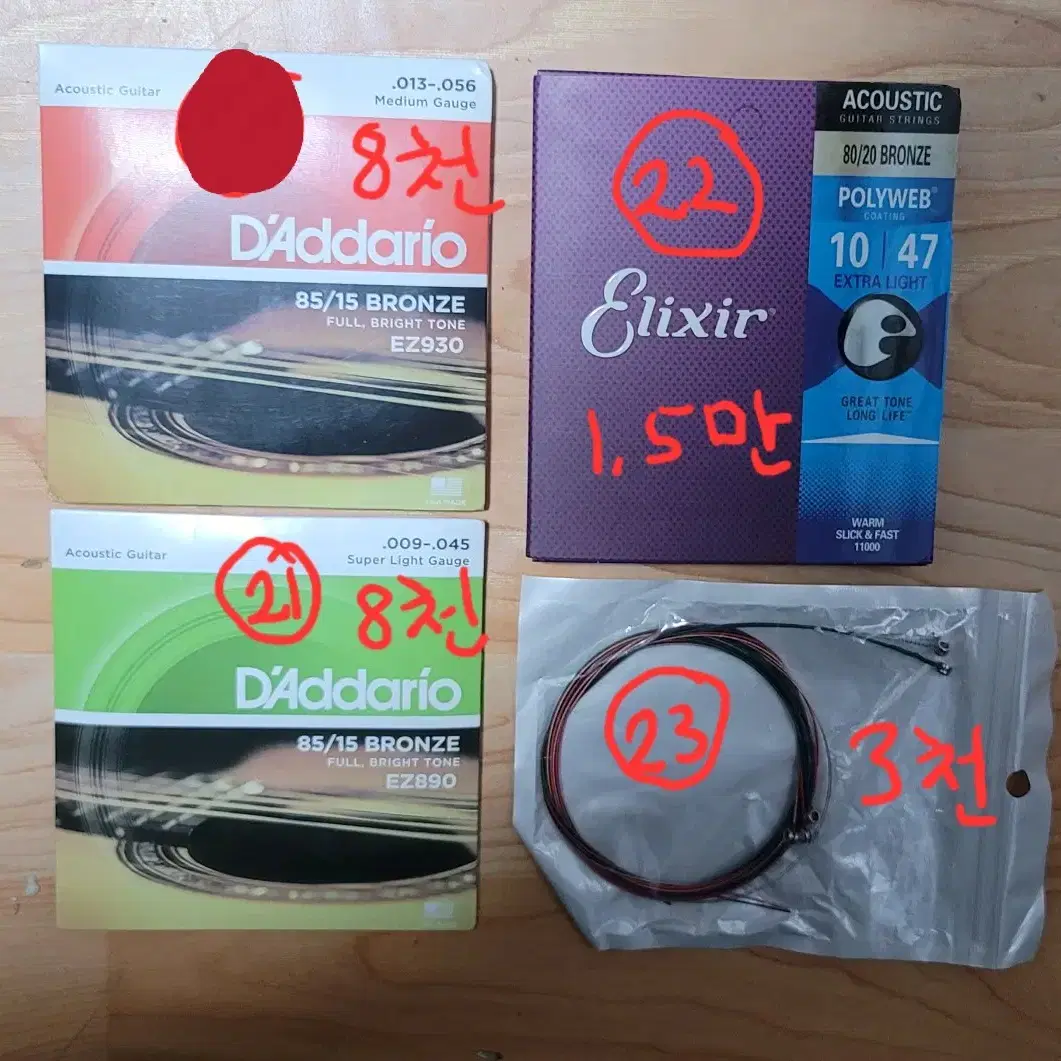 Acoustic Guitar
.013-.056
Medium Gauge
8천
D'Addario
85/15 BRONZE
FULL, BRIGHT TONE
EZ930
22
ACOUSTIC
GUITAR STRINGS
80/20 BRONZE
POLYWEB®
COATING
10 | 47
EXTRA LIGHT
Elixir
GREAT TONE
LONG LIFE™
1.5만
WARM
SLICK & FAST
11000
Acoustic Guitar
.009-.045
Super Light Gauge
21
8천
D'Addario
85/15 BRONZE
FULL, BRIGHT TONE
EZ890
23
3천